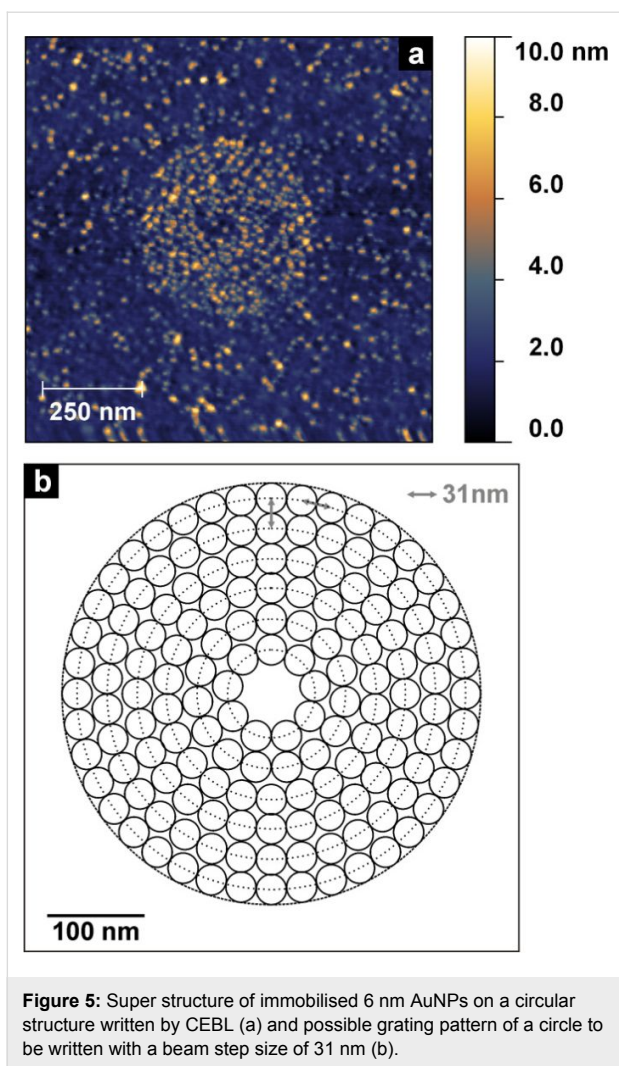 a
10.0 nm
8.0
6.0
4.0
2.0
0.0
250 nm
b
31nm
100 nm
Figure 5: Super structure of immobilised 6 nm AuNPs on a circular
structure written by CEBL (a) and possible grating pattern of a circle to
be written with a beam step size of 31 nm (b).